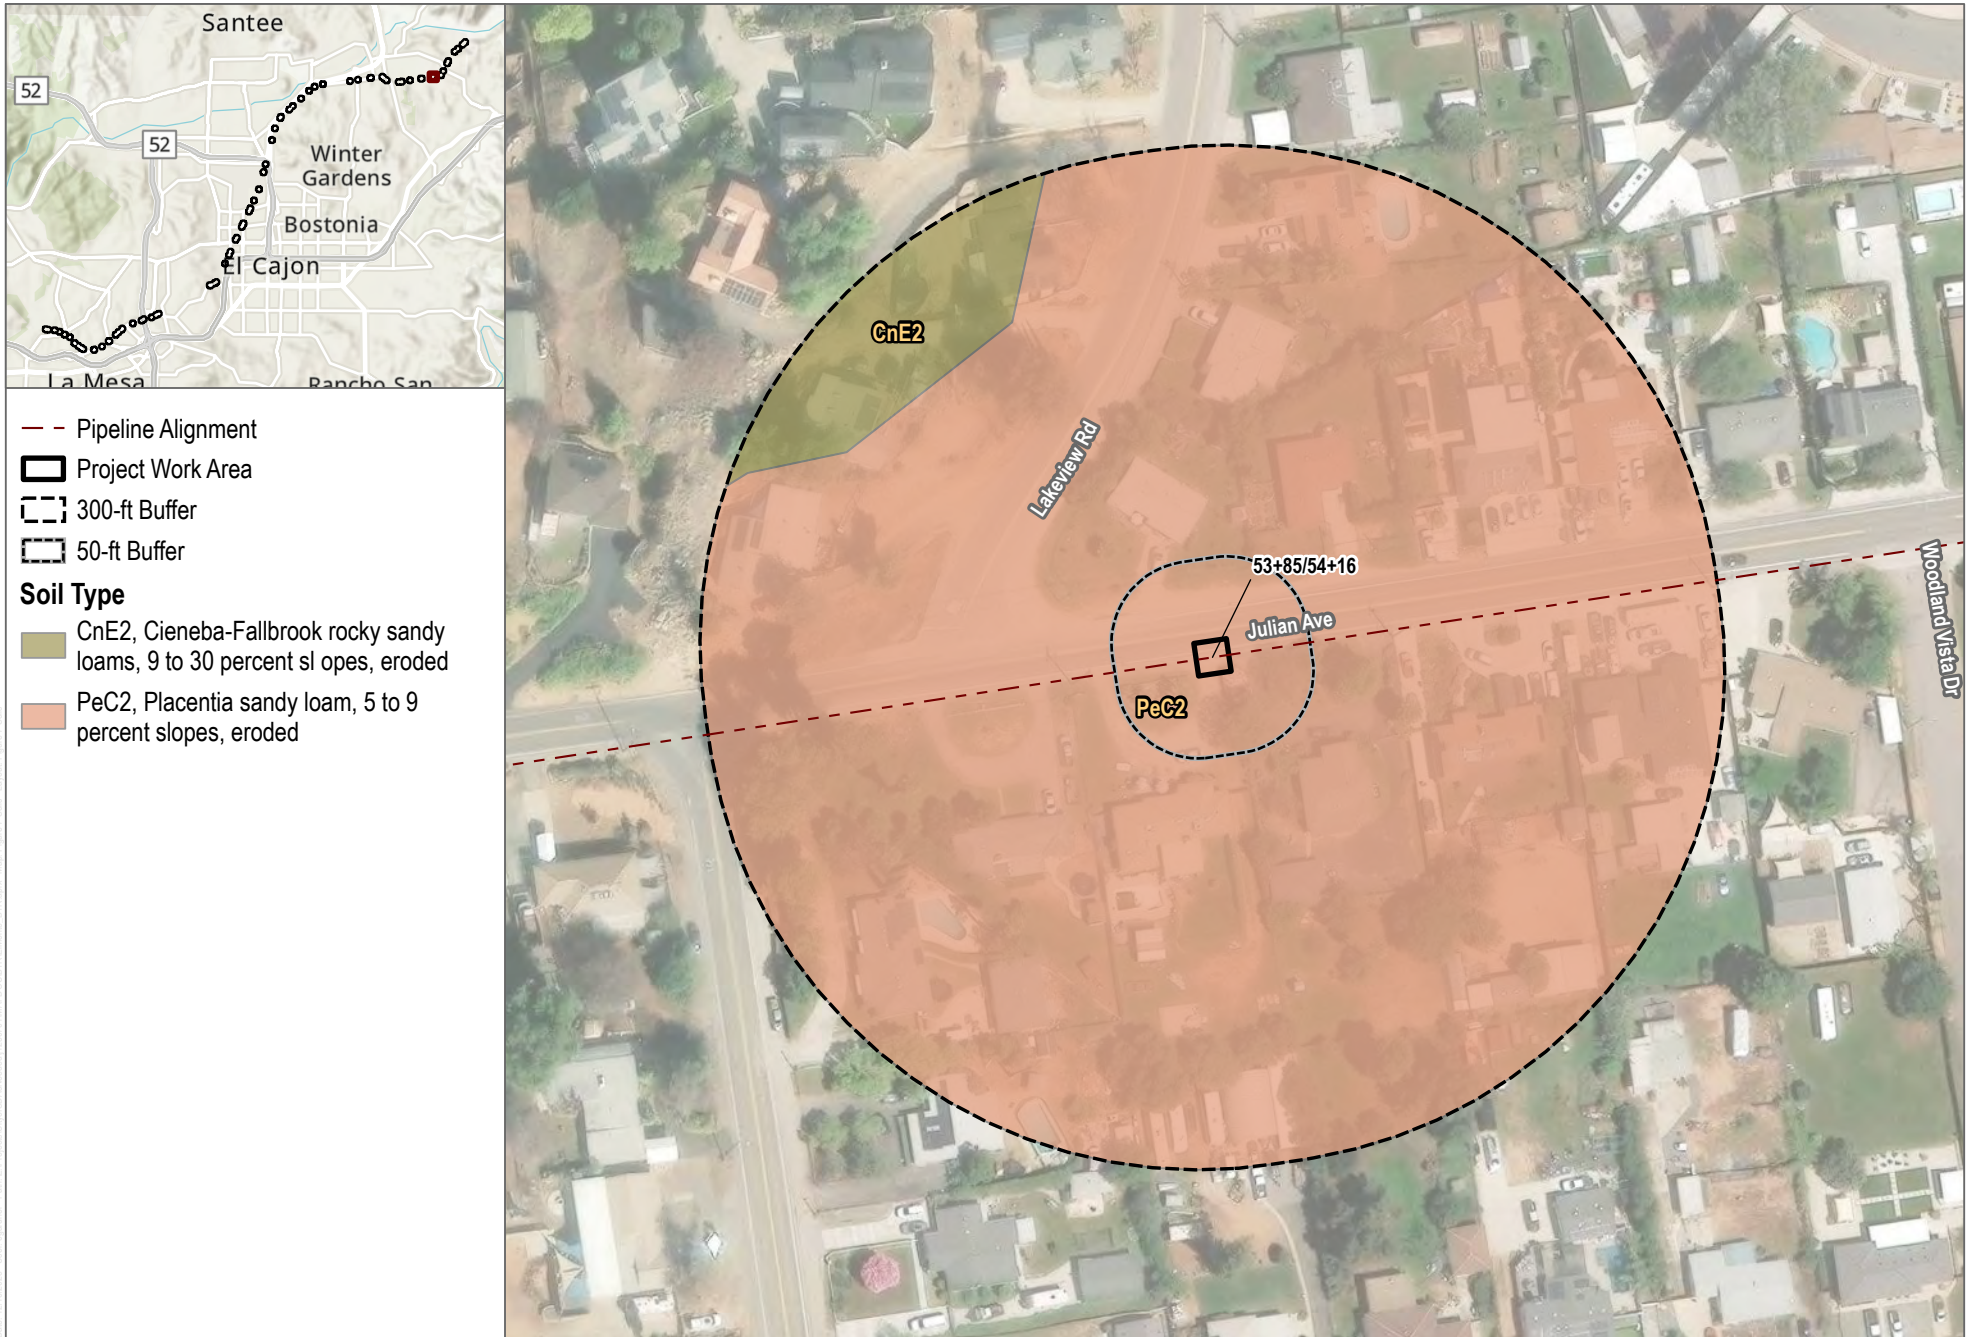 Santee
52
52
Winter
Gardens
Bostonia
El Cajon
La Mesa
Rancho San
Pipeline Alignment
Project Work Area
300-ft Buffer
50-ft Buffer
Soil Type
CnE2, Cieneba-Fallbrook rocky sandy
loams, 9 to 30 percent sl opes, eroded
PeC2, Placentia sandy loam, 5 to 9
percent slopes, eroded
CnE2
Lakeview Rd
53+85/54+16
Julian Ave
PeC2
Woodland Vista Dr